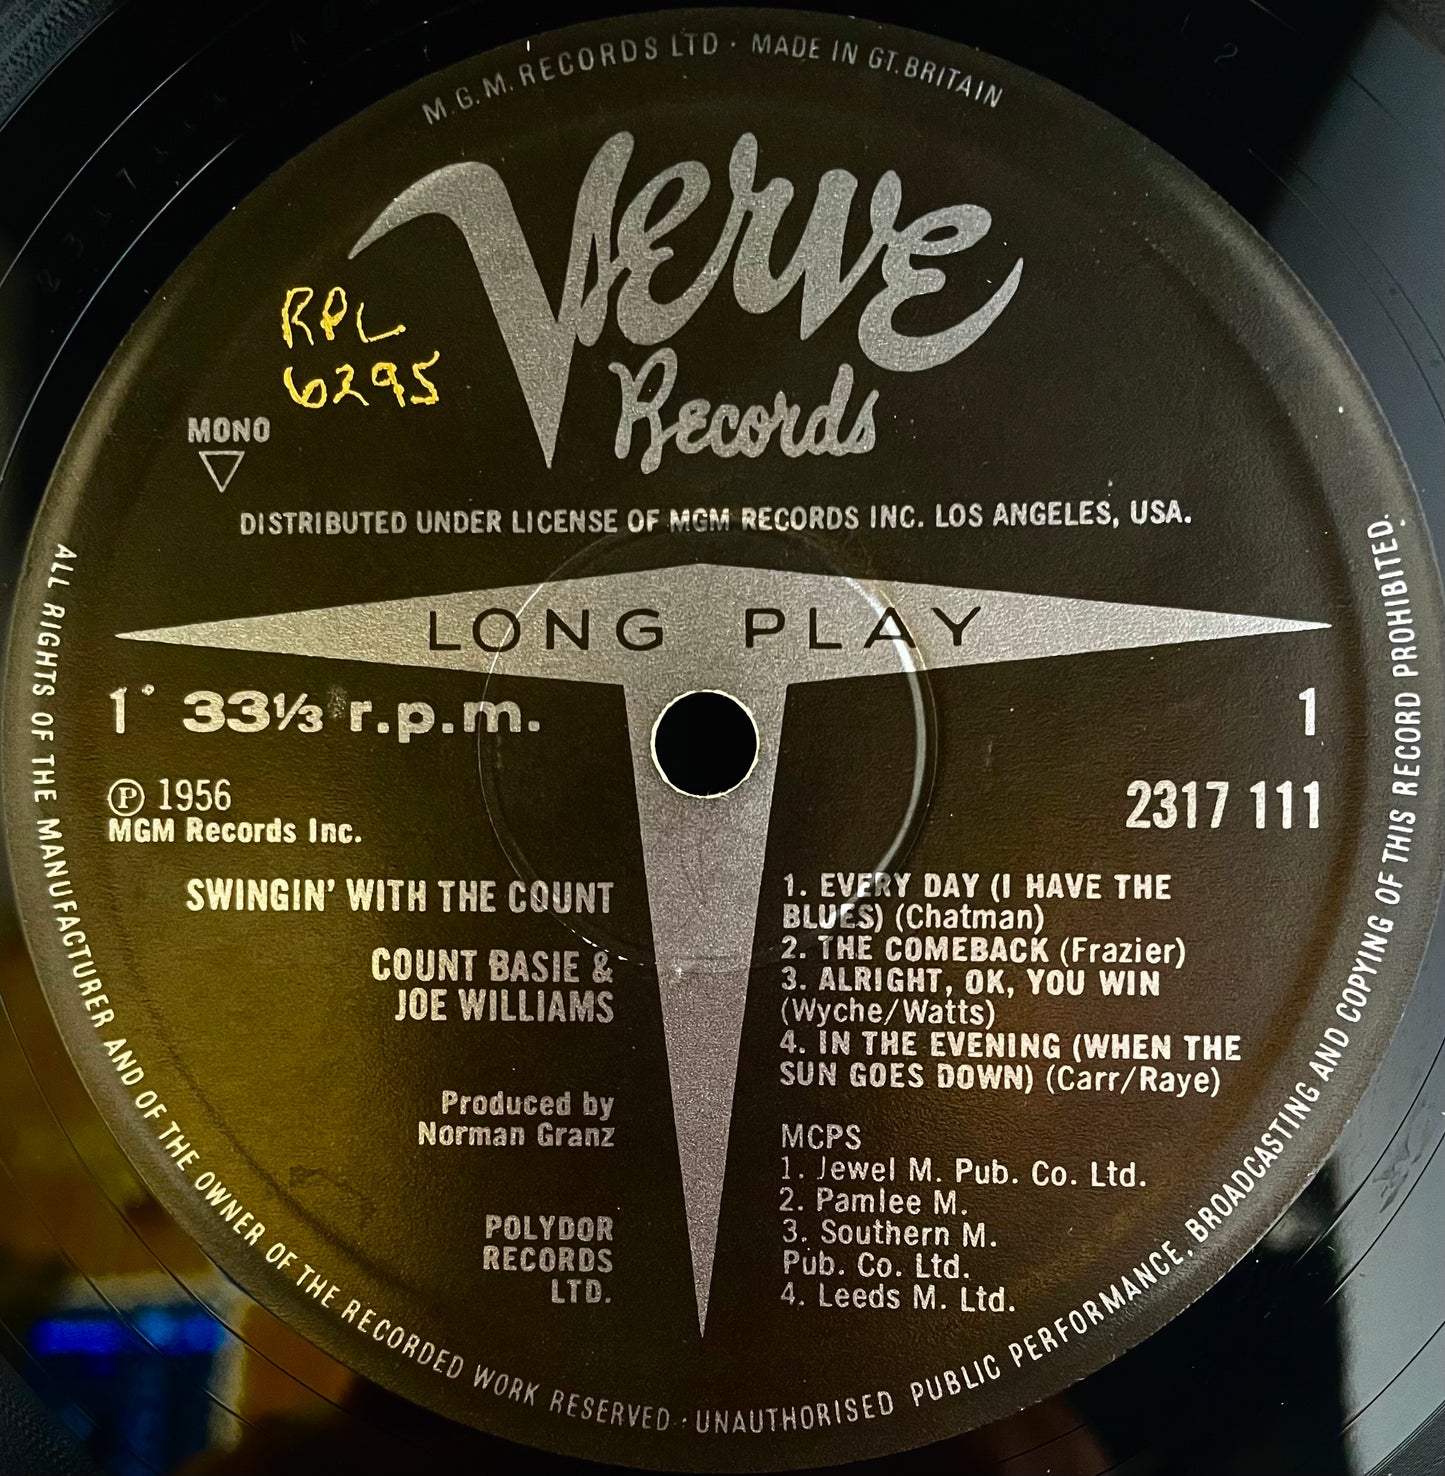 M.G.M. RECORDS LTD · MADE IN GT. BRITAIN
Verve
Records
RPL
6295
MONO
DISTRIBUTED UNDER LICENSE OF MGM RECORDS INC. LOS ANGELES, USA.
LONG PLAY
1° 33⅓ r.p.m.
1
℗ 1956
MGM Records Inc.
2317 111
SWINGIN' WITH THE COUNT
COUNT BASIE &
JOE WILLIAMS
Produced by
Norman Granz
POLYDOR
RECORDS
LTD.
1. EVERY DAY (I HAVE THE
BLUES) (Chatman)
2. THE COMEBACK (Frazier)
3. ALRIGHT, OK, YOU WIN
(Wyche/Watts)
4. IN THE EVENING (WHEN THE
SUN GOES DOWN) (Carr/Raye)
MCPS
1. Jewel M. Pub. Co. Ltd.
2. Pamlee M.
3. Southern M.
Pub. Co. Ltd.
4. Leeds M. Ltd.
ALL RIGHTS OF THE MANUFACTURER AND OF THE OWNER OF THE RECORDED WORK RESERVED · UNAUTHORISED PUBLIC PERFORMANCE, BROADCASTING AND COPYING OF THIS RECORD PROHIBITED.